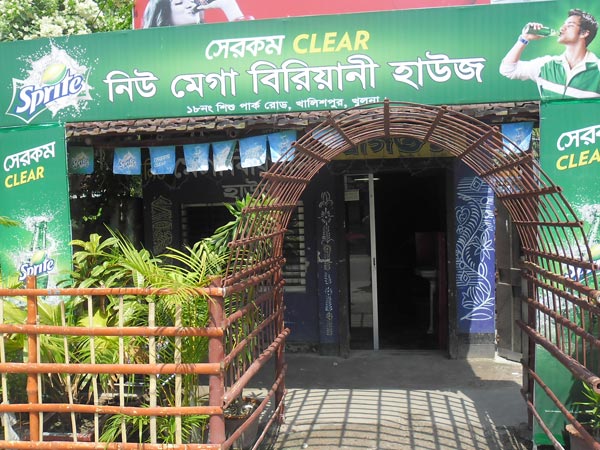 সেরকম CLEAR
Sprite নিউ মেগা বিরিয়ানী হাউজ
১৮নং শিশু পার্ক রোড, খালিশপুর, খুলনা
সেরকম
CLEAR
Sprite
সেরকম
CLEAR